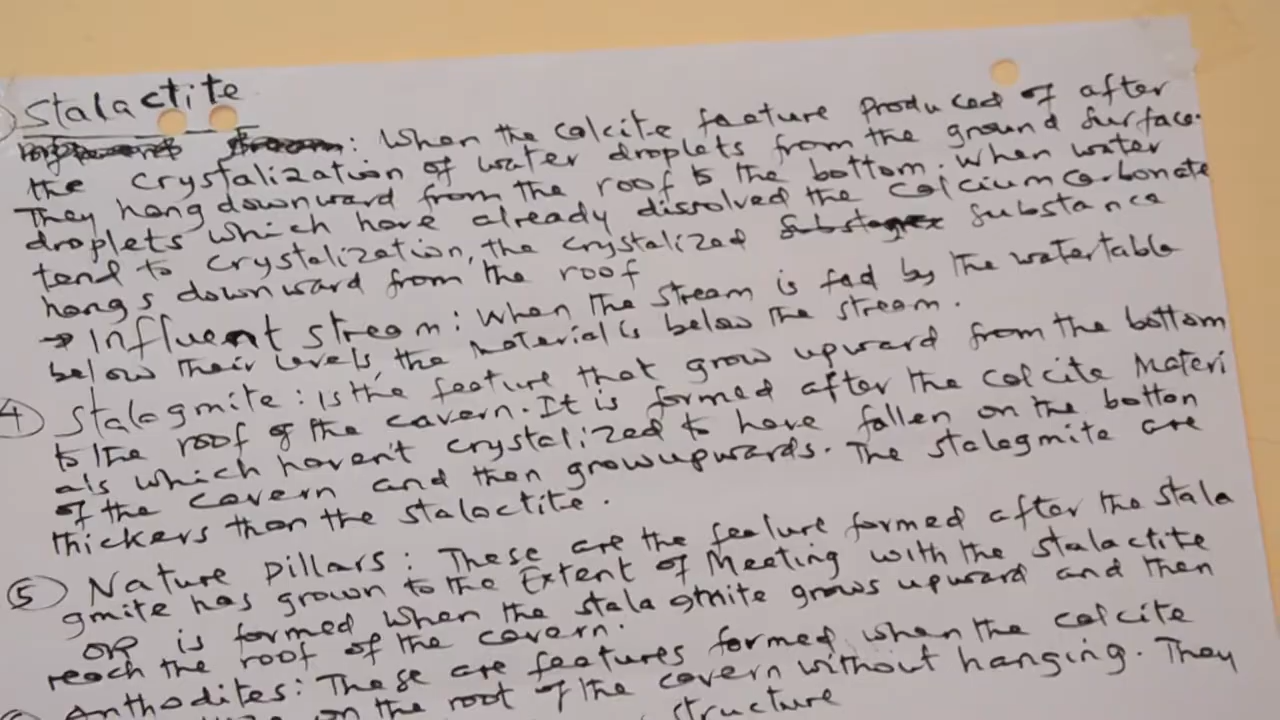 Stalactite
: When the calcite feature produced of after
the crystalization of water droplets from the ground surface.
They hang downward from the roof to the bottom. When water
droplets which have already dissolved the calcium carbonate
tend to crystalization, the crystalized substance
hangs downward from the roof
→ Influent stream: When the stream is fad by the watertable
below their levels, the material is below the stream.
4 Stalagmite: is the feature that grow upward from the bottom
to the roof of the cavern. It is formed after the calcite Materi
als which haven't crystalized to have fallen on the botton
of the cavern and then grow upwards. The stalegmite are
thickers than the stalactite.
5 Nature pillars: These are the feature formed after the stala
gmite has grown to the Extent of Meeting with the stalactite
or is formed when the stalagmite grows upward and then
reach the roof of the cavern.
Anthodites: These are features formed when the calcite
on the root of the cavern without hanging. They
structure